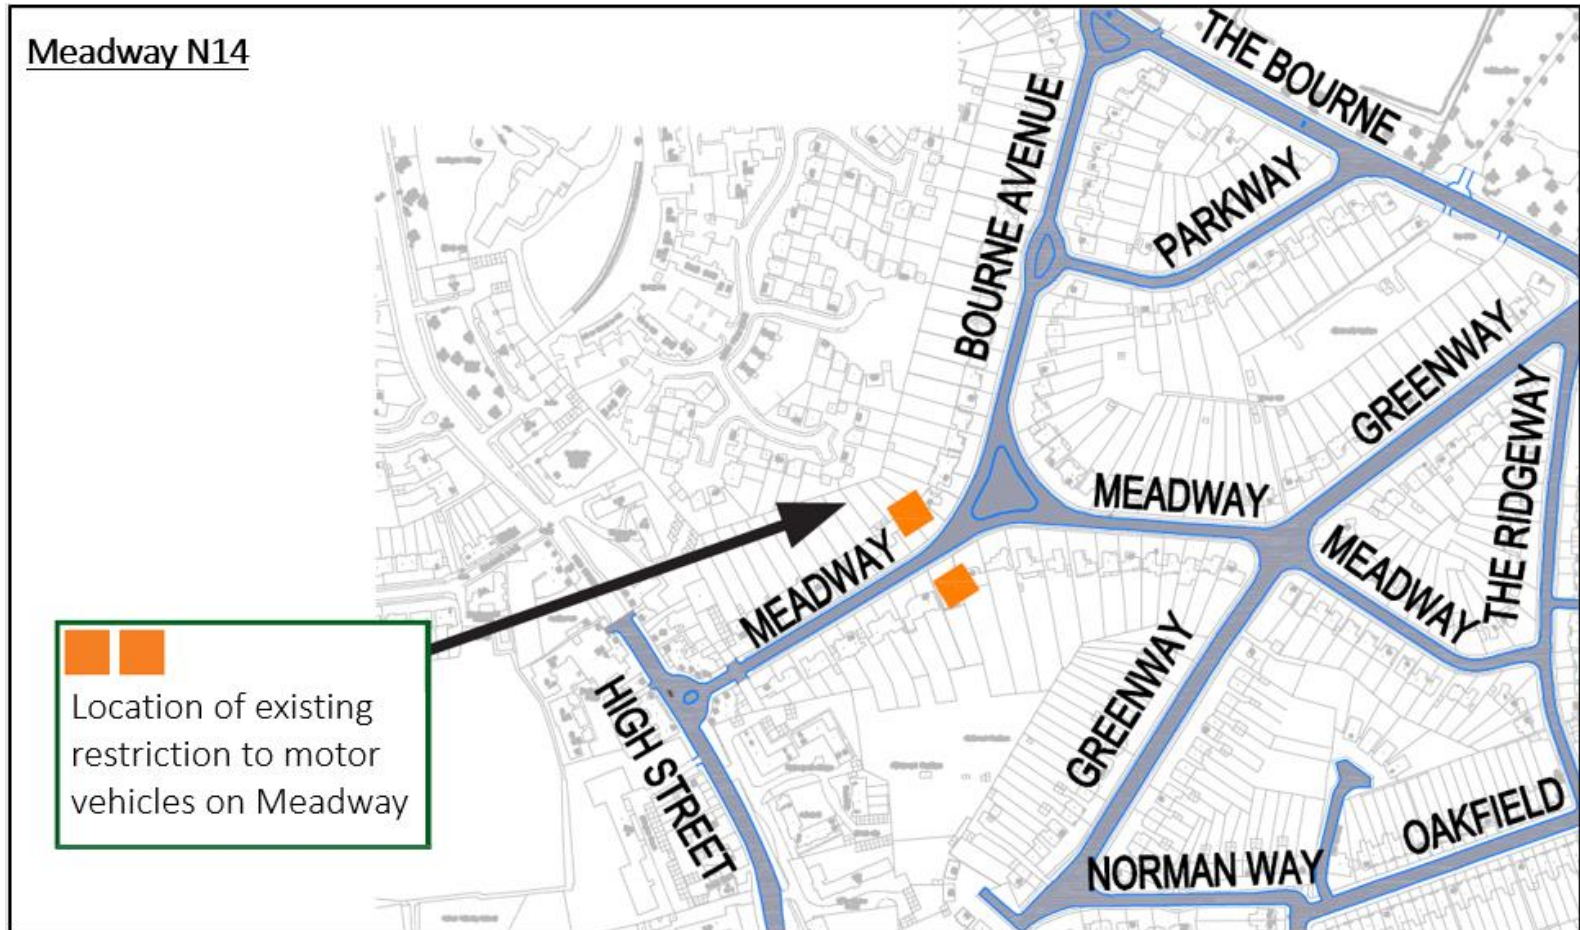 Meadway N14
THE BOURNE
BOURNE AVENUE
PARKWAY
GREENWAY
THE RIDGEWAY
MEADWAY
MEADWAY
MEADWAY
GREENWAY
HIGH STREET
NORMAN WAY
OAKFIELD
Location of existing
restriction to motor
vehicles on Meadway